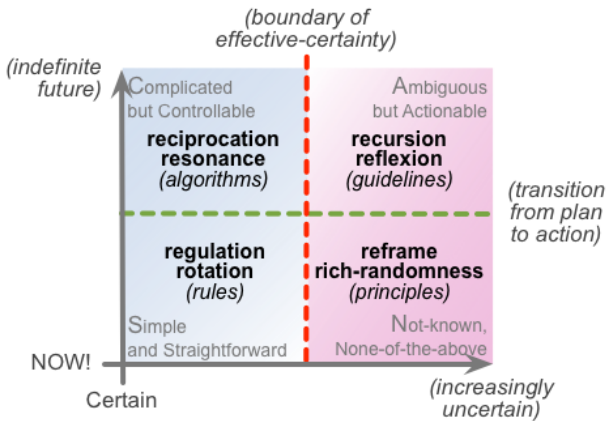 (boundary of
effective-certainty)
(indefinite
future)
Complicated
but Controllable
reciprocation
resonance
(algorithms)
Ambiguous
but Actionable
recursion
reflexion
(guidelines)
(transition
from plan
to action)
regulation
rotation
(rules)
Simple
and Straightforward
reframe
rich-randomness
(principles)
Not-known,
None-of-the-above
NOW!
Certain
(increasingly
uncertain)